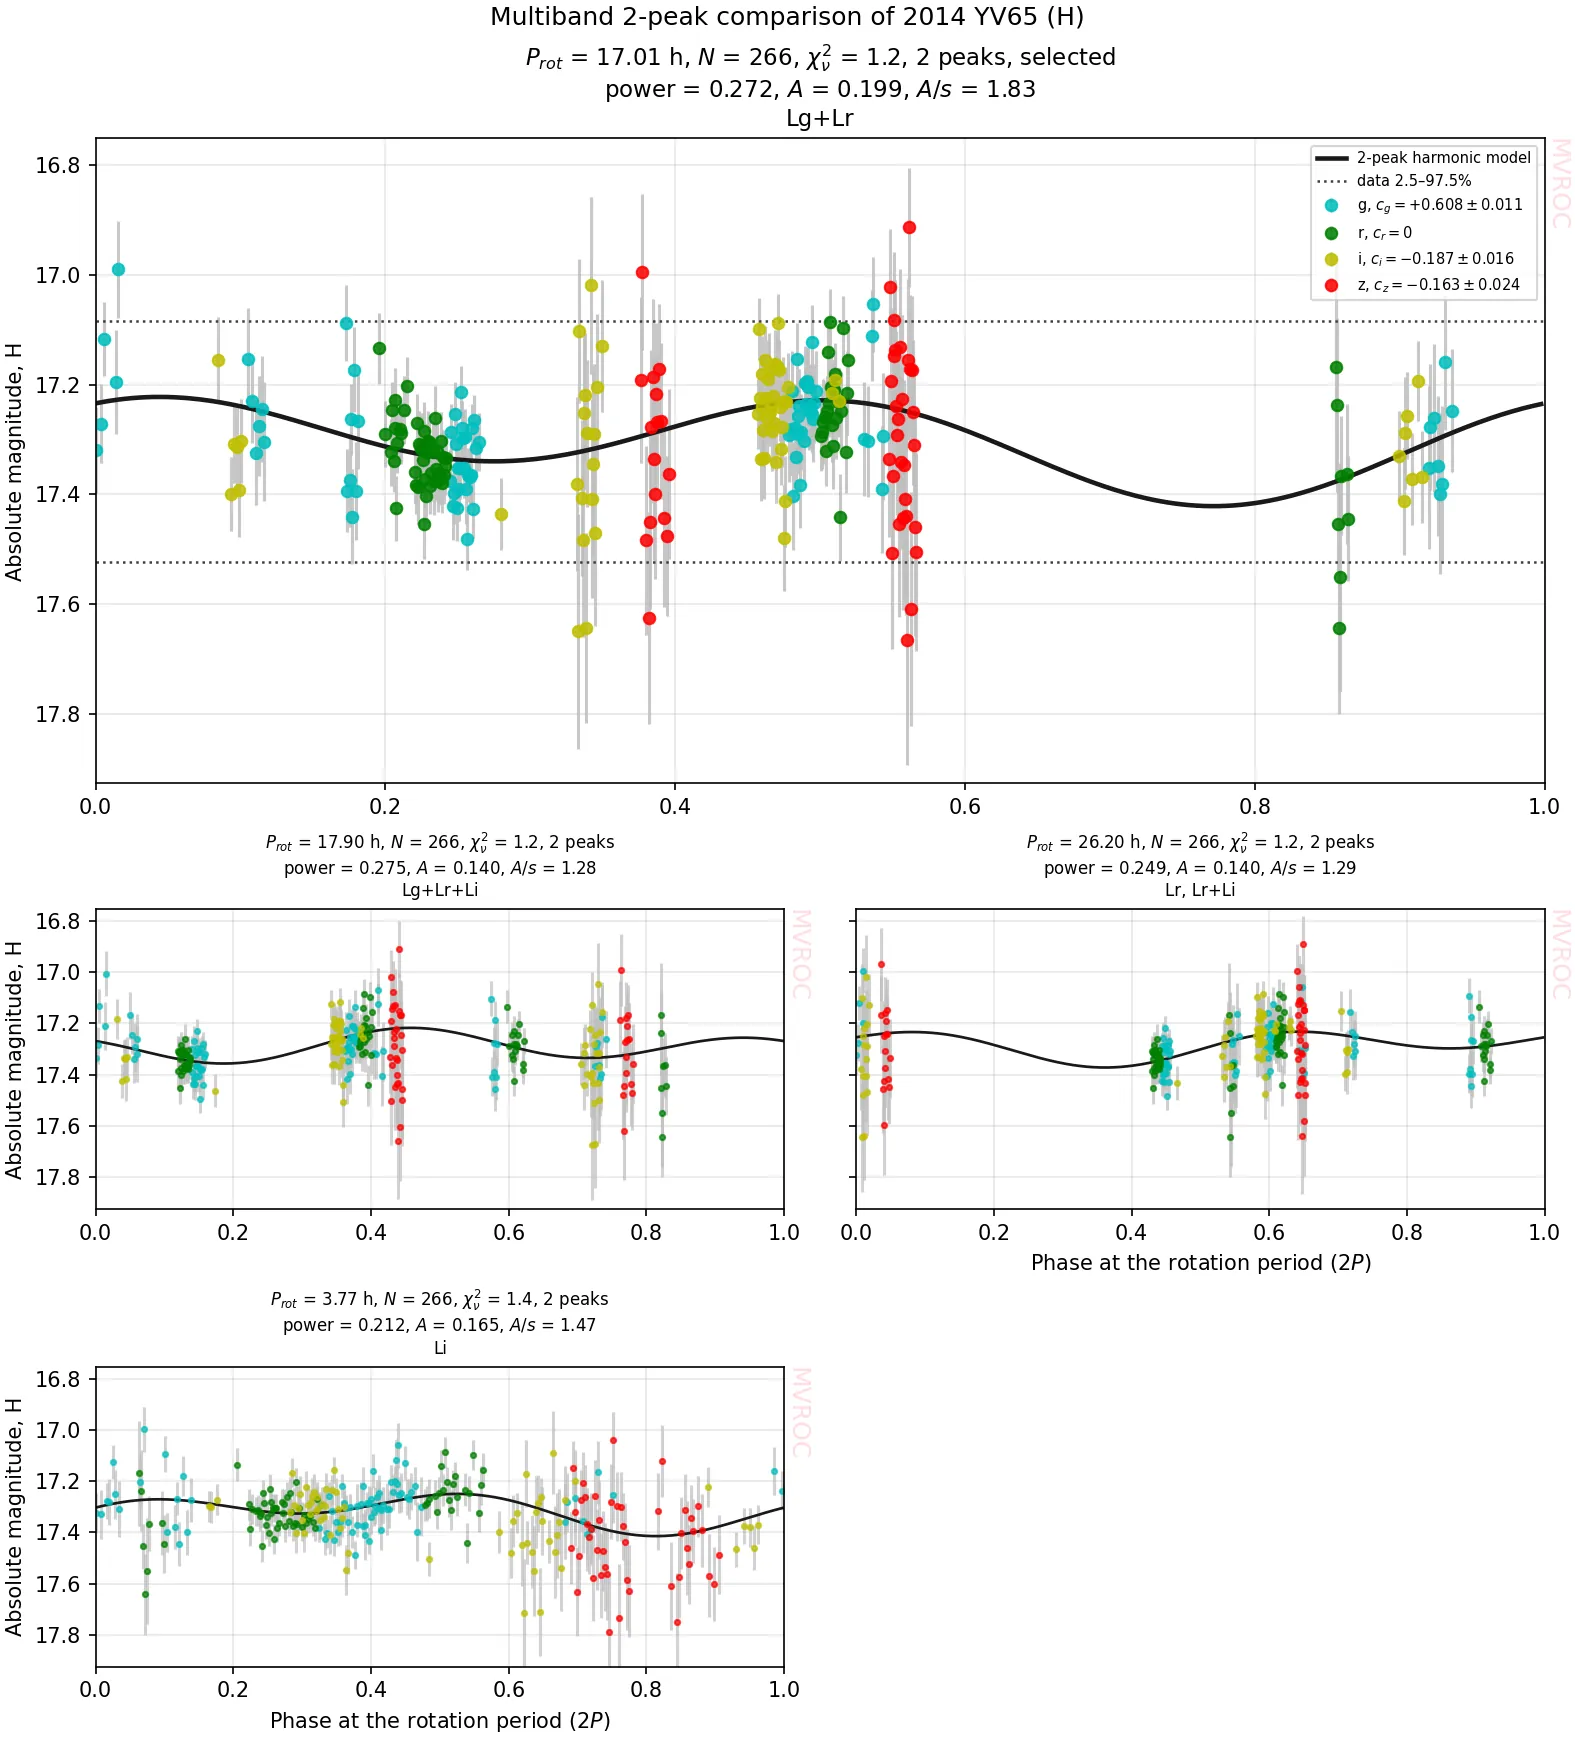 Multiband 2-peak comparison of 2014 YV65 (H)
P_rot = 17.01 h, N = 266, χ²_ν = 1.2, 2 peaks, selected
power = 0.272, A = 0.199, A/s = 1.83
Lg+Lr
Absolute magnitude, H
16.8
17.0
17.2
17.4
17.6
17.8
2-peak harmonic model
data 2.5–97.5%
g, c_g = +0.608 ± 0.011
r, c_r = 0
i, c_i = −0.187 ± 0.016
z, c_z = −0.163 ± 0.024
MVROC
0.0 0.2 0.4 0.6 0.8 1.0
P_rot = 17.90 h, N = 266, χ²_ν = 1.2, 2 peaks
power = 0.275, A = 0.140, A/s = 1.28
Lg+Lr+Li
Absolute magnitude, H
16.8
17.0
17.2
17.4
17.6
17.8
MVROC
0.0 0.2 0.4 0.6 0.8 1.0
P_rot = 26.20 h, N = 266, χ²_ν = 1.2, 2 peaks
power = 0.249, A = 0.140, A/s = 1.29
Lr, Lr+Li
MVROC
0.0 0.2 0.4 0.6 0.8 1.0
Phase at the rotation period (2P)
P_rot = 3.77 h, N = 266, χ²_ν = 1.4, 2 peaks
power = 0.212, A = 0.165, A/s = 1.47
Li
Absolute magnitude, H
16.8
17.0
17.2
17.4
17.6
17.8
MVROC
0.0 0.2 0.4 0.6 0.8 1.0
Phase at the rotation period (2P)